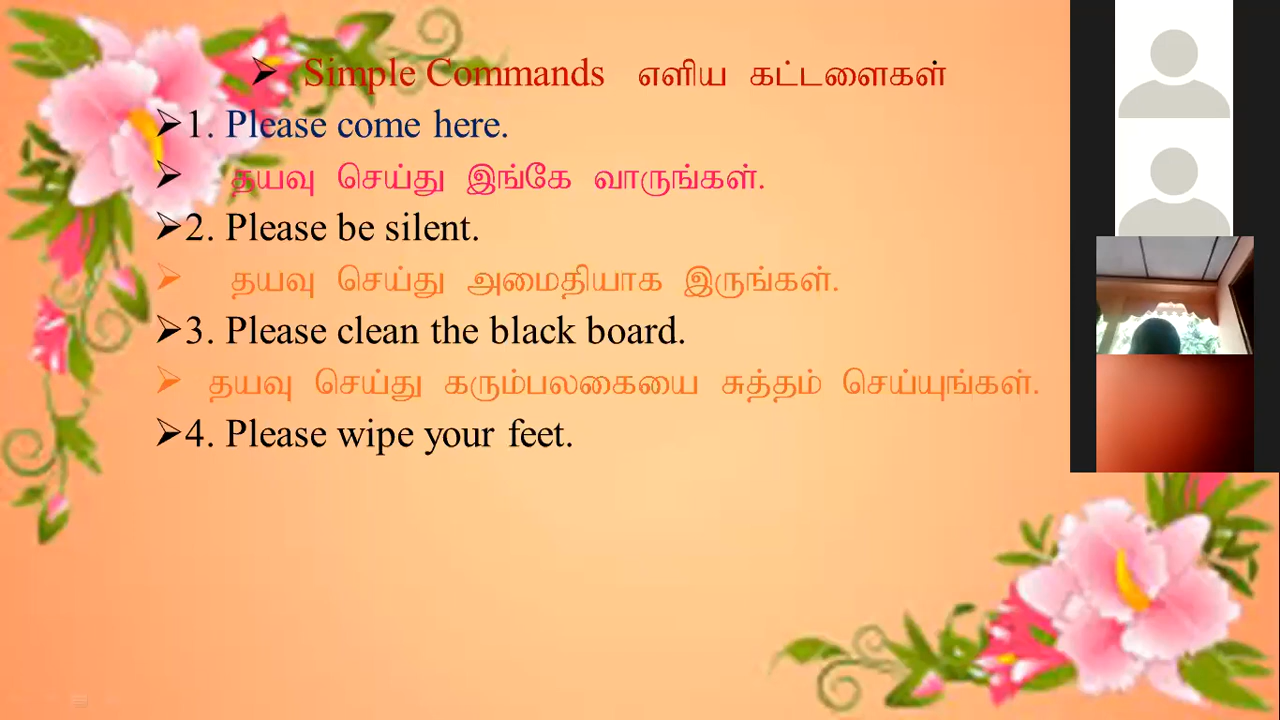 Simple Commands எளிய கட்டளைகள்
1. Please come here.
தயவு செய்து இங்கே வாருங்கள்.
2. Please be silent.
தயவு செய்து அமைதியாக இருங்கள்.
3. Please clean the black board.
தயவு செய்து கரும்பலகையை சுத்தம் செய்யுங்கள்.
4. Please wipe your feet.